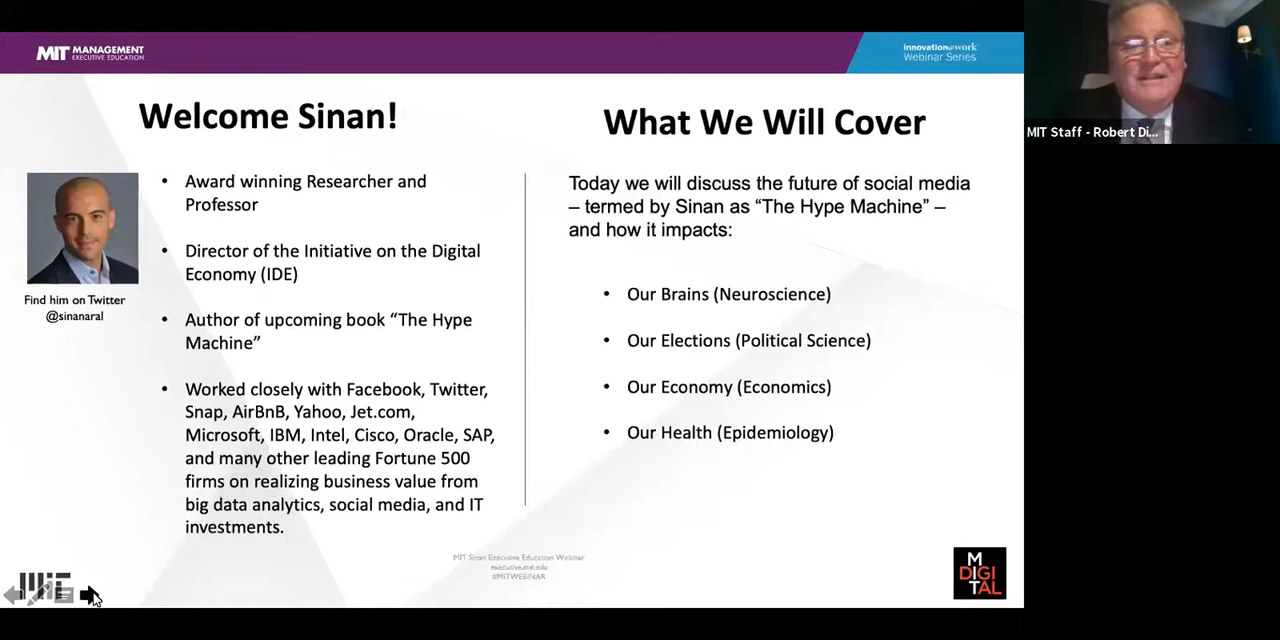 MIT MANAGEMENT
EXECUTIVE EDUCATION
innovation@work
Webinar Series
Welcome Sinan!
Find him on Twitter
@sinanaral
• Award winning Researcher and
Professor
• Director of the Initiative on the Digital
Economy (IDE)
• Author of upcoming book “The Hype
Machine”
• Worked closely with Facebook, Twitter,
Snap, AirBnB, Yahoo, Jet.com,
Microsoft, IBM, Intel, Cisco, Oracle, SAP,
and many other leading Fortune 500
firms on realizing business value from
big data analytics, social media, and IT
investments.
What We Will Cover
Today we will discuss the future of social media
– termed by Sinan as “The Hype Machine” –
and how it impacts:
• Our Brains (Neuroscience)
• Our Elections (Political Science)
• Our Economy (Economics)
• Our Health (Epidemiology)
MIT Sloan Executive Education Webinar
executive.mit.edu
#MITWEBINAR
MIT
M
DIGI
TAL
MIT Staff - Robert Di...